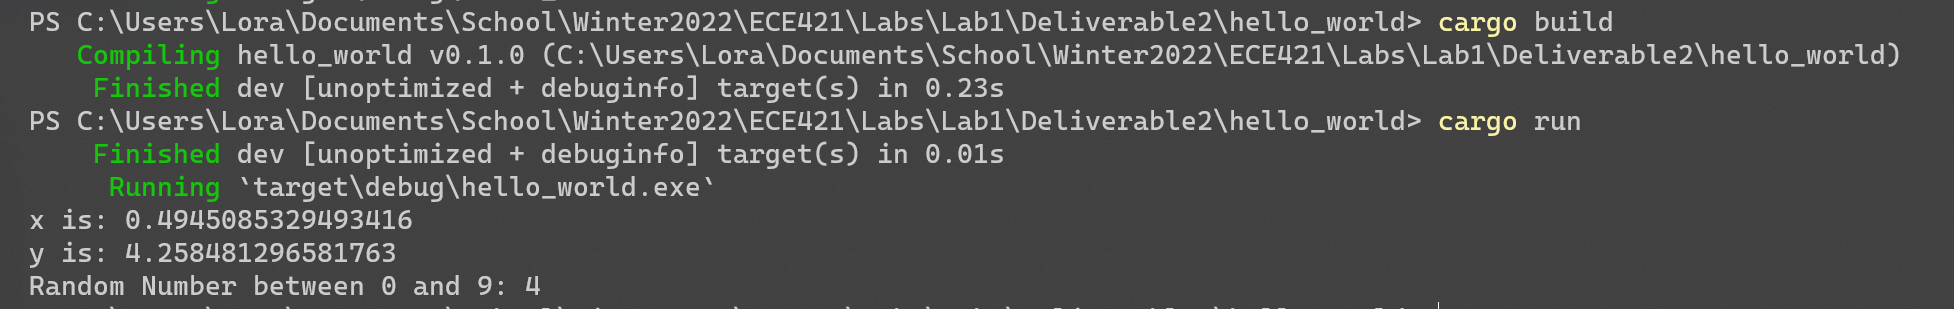 PS C:\Users\Lora\Documents\School\Winter2022\ECE421\Labs\Lab1\Deliverable2\hello_world> cargo build
   Compiling hello_world v0.1.0 (C:\Users\Lora\Documents\School\Winter2022\ECE421\Labs\Lab1\Deliverable2\hello_world)
    Finished dev [unoptimized + debuginfo] target(s) in 0.23s
PS C:\Users\Lora\Documents\School\Winter2022\ECE421\Labs\Lab1\Deliverable2\hello_world> cargo run
    Finished dev [unoptimized + debuginfo] target(s) in 0.01s
     Running `target\debug\hello_world.exe`
x is: 0.4945085329493416
y is: 4.258481296581763
Random Number between 0 and 9: 4